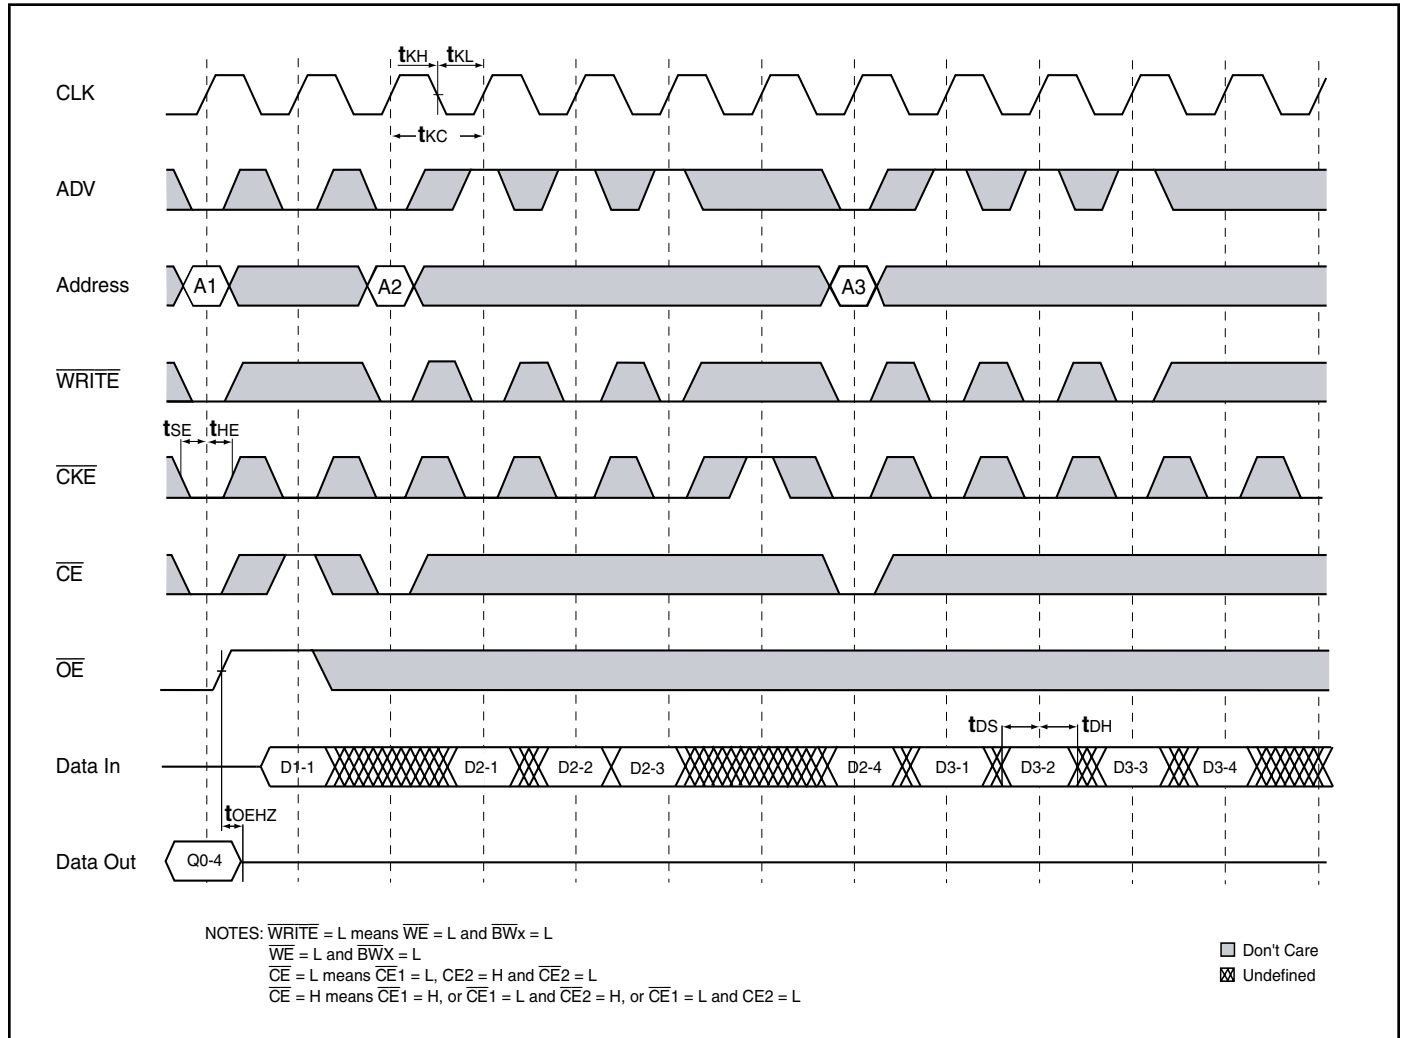 tKH tKL
CLK
tKC
ADV
Address A1 A2 A3
WRITE
tSE tHE
CKE
CE
OE
tDS tDH
Data In D1-1 D2-1 D2-2 D2-3 D2-4 D3-1 D3-2 D3-3 D3-4
tOEHZ
Data Out Q0-4
NOTES: WRITE = L means WE = L and BWx = L
WE = L and BWX = L
CE = L means CE1 = L, CE2 = H and CE2 = L
CE = H means CE1 = H, or CE1 = L and CE2 = H, or CE1 = L and CE2 = L
Don't Care
Undefined